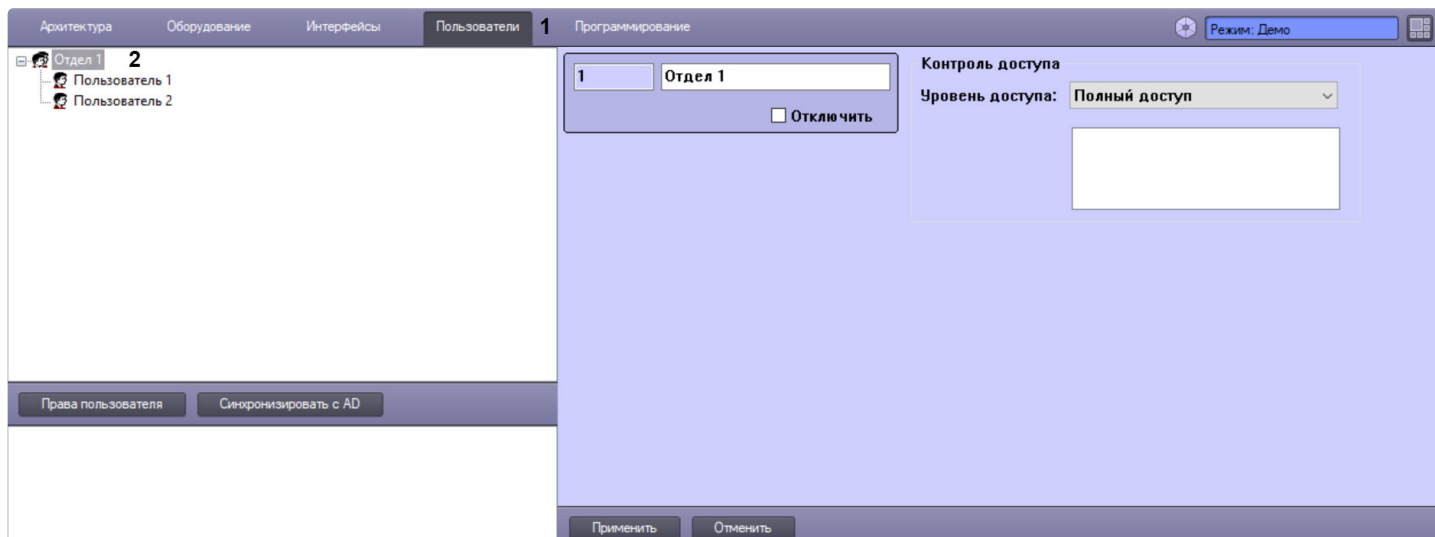 Архитектура Оборудование Интерфейсы Пользователи 1 Программирование Режим: Демо
Отдел 1 2
Пользователь 1
Пользователь 2
1 Отдел 1
Отключить
Контроль доступа
Уровень доступа: Полный доступ
Права пользователя Синхронизировать с AD
Применить Отменить